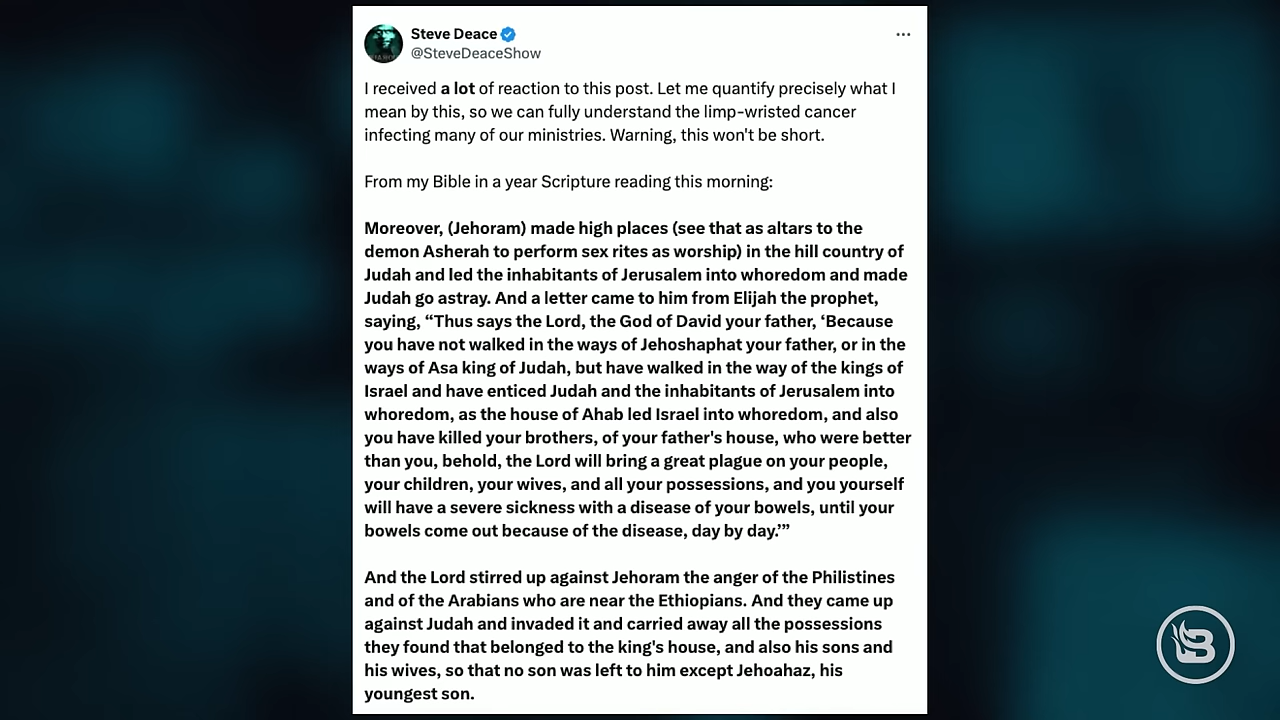 Steve Deace
@SteveDeaceShow
I received a lot of reaction to this post. Let me quantify precisely what I
mean by this, so we can fully understand the limp-wristed cancer
infecting many of our ministries. Warning, this won't be short.
From my Bible in a year Scripture reading this morning:
Moreover, (Jehoram) made high places (see that as altars to the
demon Asherah to perform sex rites as worship) in the hill country of
Judah and led the inhabitants of Jerusalem into whoredom and made
Judah go astray. And a letter came to him from Elijah the prophet,
saying, “Thus says the Lord, the God of David your father, ‘Because
you have not walked in the ways of Jehoshaphat your father, or in the
ways of Asa king of Judah, but have walked in the way of the kings of
Israel and have enticed Judah and the inhabitants of Jerusalem into
whoredom, as the house of Ahab led Israel into whoredom, and also
you have killed your brothers, of your father's house, who were better
than you, behold, the Lord will bring a great plague on your people,
your children, your wives, and all your possessions, and you yourself
will have a severe sickness with a disease of your bowels, until your
bowels come out because of the disease, day by day.’”
And the Lord stirred up against Jehoram the anger of the Philistines
and of the Arabians who are near the Ethiopians. And they came up
against Judah and invaded it and carried away all the possessions
they found that belonged to the king's house, and also his sons and
his wives, so that no son was left to him except Jehoahaz, his
youngest son.
B